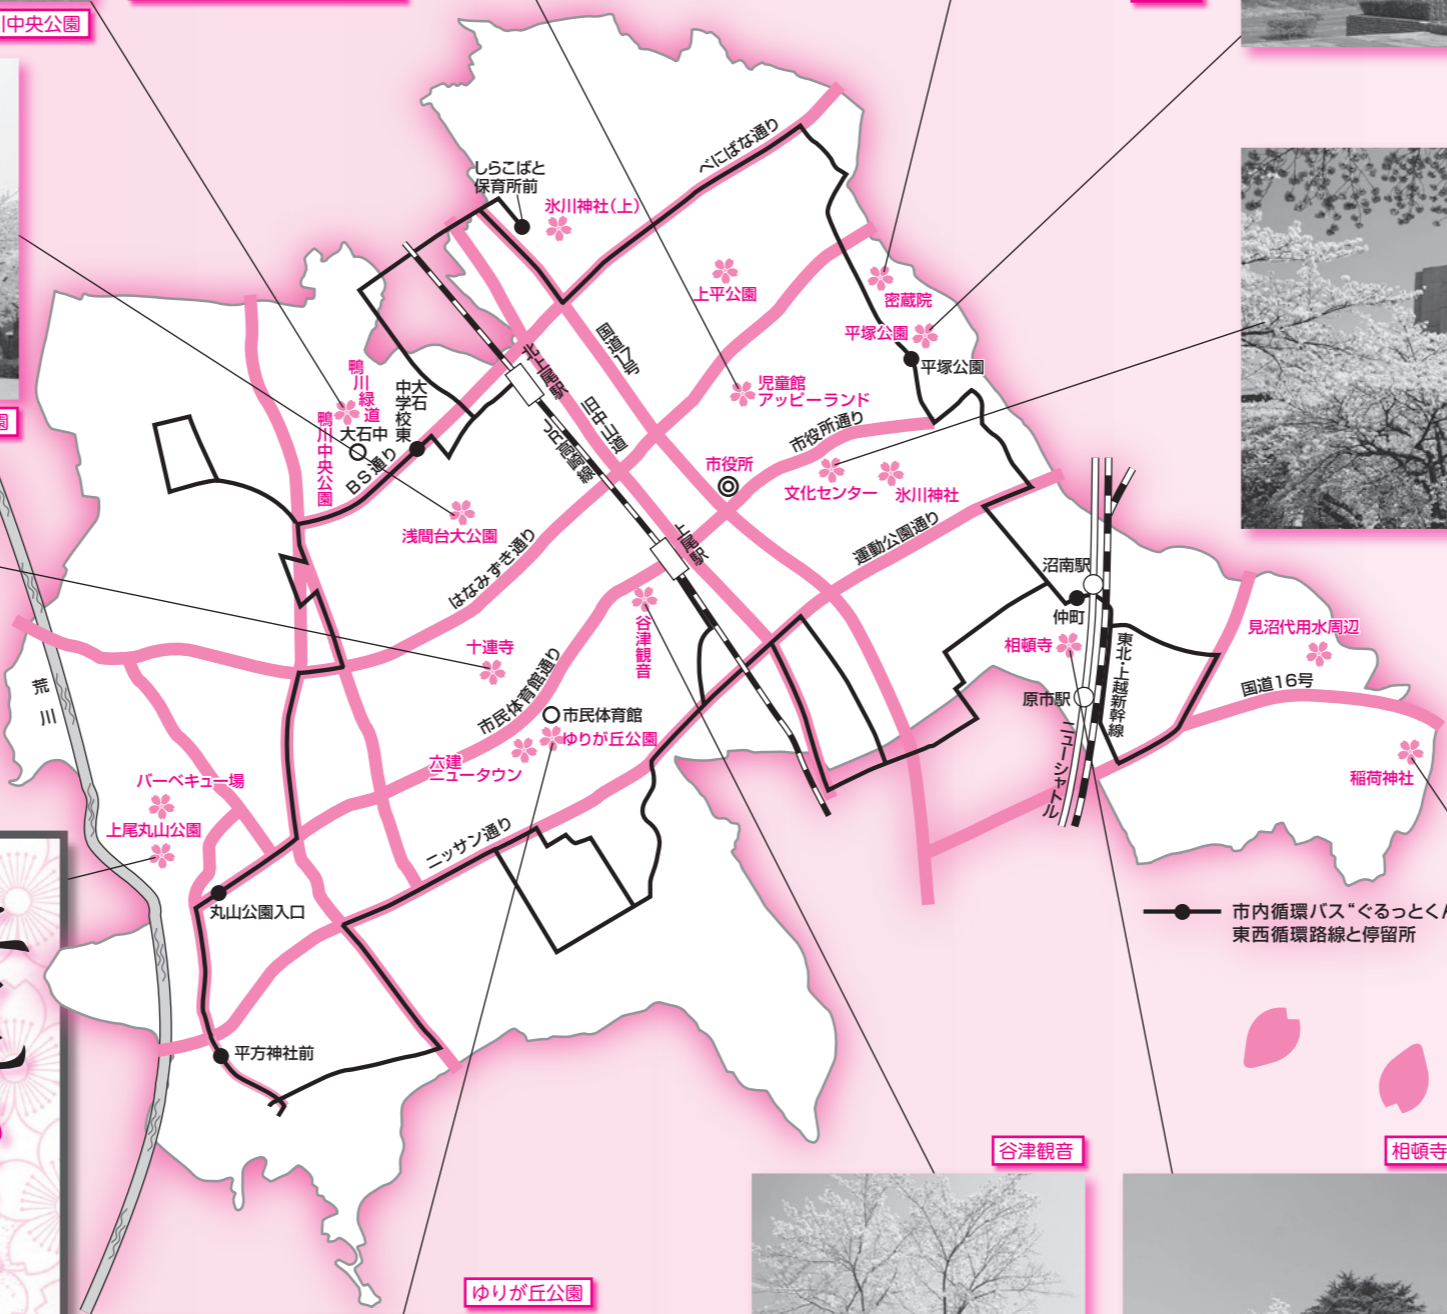 川中央公園
園
しらこばと
保育所前
氷川神社(上)
べにばな通り
上平公園
密蔵院
平塚公園
平塚公園
国道17号
北上尾駅
旧中山道
JR高崎線
児童館
アッピーランド
鴨川緑道
鴨川中央公園
大石中
大石
中学校東
BS通り
市役所通り
市役所
文化センター
氷川神社
浅間台大公園
はなみずき通り
上尾駅
運動公園通り
沼南駅
仲町
相頓寺
見沼代用水周辺
国道16号
原市駅
東北・上越新幹線
ニューシャトル
稲荷神社
谷津観音
十連寺
市民体育館通り
市民体育館
ゆりが丘公園
六建
ニュータウン
荒川
バーベキュー場
上尾丸山公園
ニッサン通り
丸山公園入口
平方神社前
市内循環バス“ぐるっとくん
東西循環路線と停留所
谷津観音
相頓寺
ゆりが丘公園